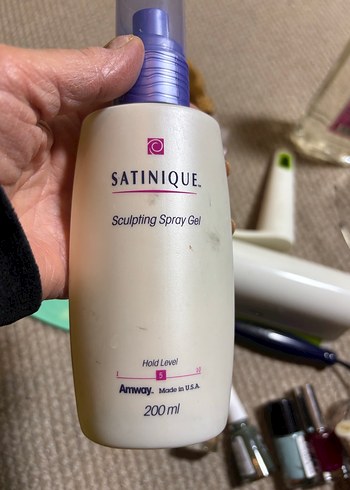 SATINIQUE™
Sculpting Spray Gel
Hold Level
1 5 10
Amway. Made in U.S.A.
200 ml